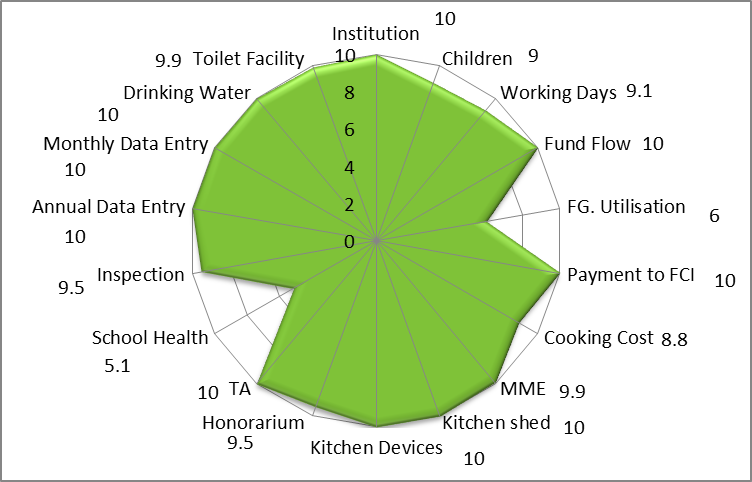 10
Institution
9.9 Toilet Facility
10
Children 9
Drinking Water
8
Working Days 9.1
10
6
Monthly Data Entry
Fund Flow 10
10
4
Annual Data Entry
2
FG. Utilisation 6
10
0
Inspection
Payment to FCI 10
9.5
School Health
Cooking Cost 8.8
5.1
10 TA
MME 9.9
Honorarium
Kitchen shed 10
9.5
Kitchen Devices 10